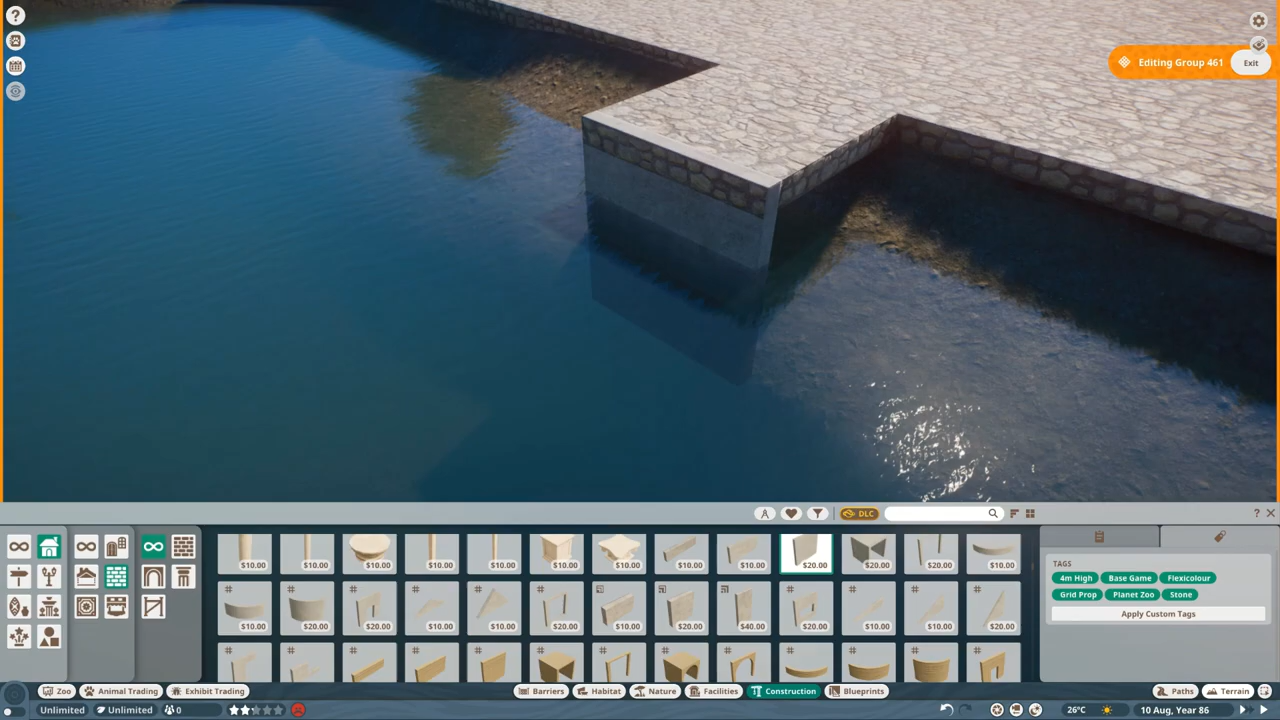 Editing Group 461
Exit
DLC
$10.00 $10.00 $10.00 $10.00 $10.00 $10.00 $10.00 $10.00 $10.00 $20.00 $20.00 $20.00 $10.00
$10.00 $20.00 $20.00 $10.00 $10.00 $20.00 $10.00 $20.00 $40.00 $20.00 $10.00 $10.00 $20.00
TAGS
4m High Base Game Flexicolour
Grid Prop Planet Zoo Stone
Apply Custom Tags
Zoo Animal Trading Exhibit Trading Barriers Habitat Nature Facilities Construction Blueprints Paths Terrain
Unlimited Unlimited 0 26°C 10 Aug, Year 86